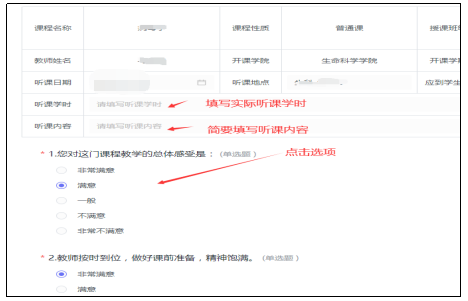 课程名称 课程性质 普通课 授课班
教师姓名 开课学院 生命科学学院 开课学
听课日期 听课地点 应到学生
听课学时 请填写听课学时 填写实际听课学时
听课内容 请填写听课内容 简要填写听课内容
* 1.您对这门课程教学的总体感受是：(单选题) 点击选项
非常满意
满意
一般
不满意
非常不满意
* 2.教师按时到位，做好课前准备，精神饱满。(单选题)
非常满意
满意